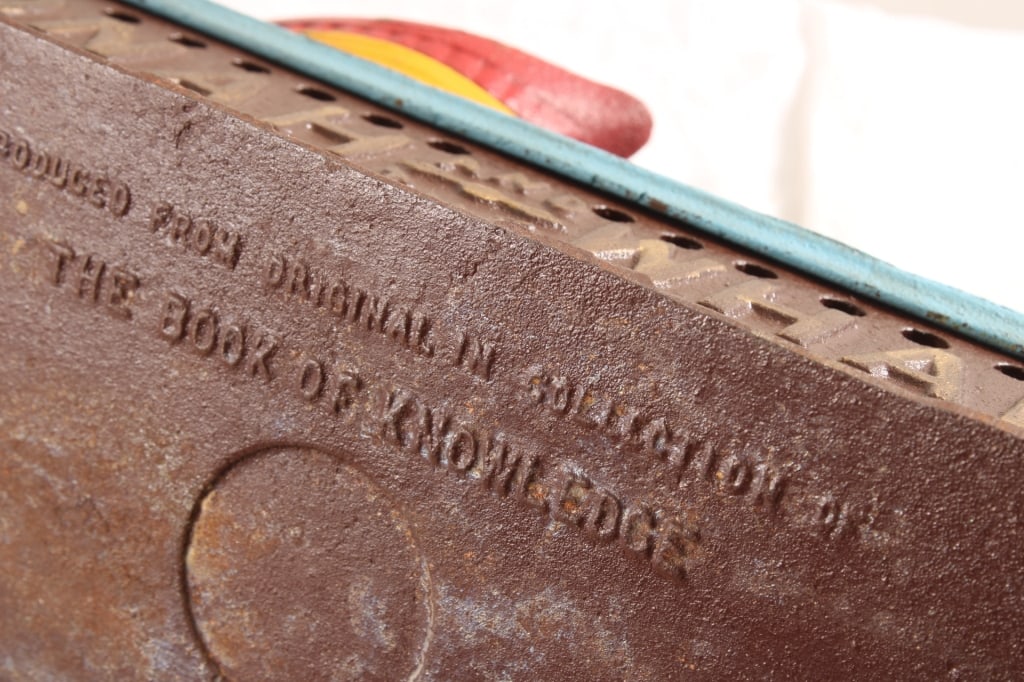 RODUCED FROM ORIGINAL IN COLLECTION OF
THE BOOK OF KNOWLEDGE